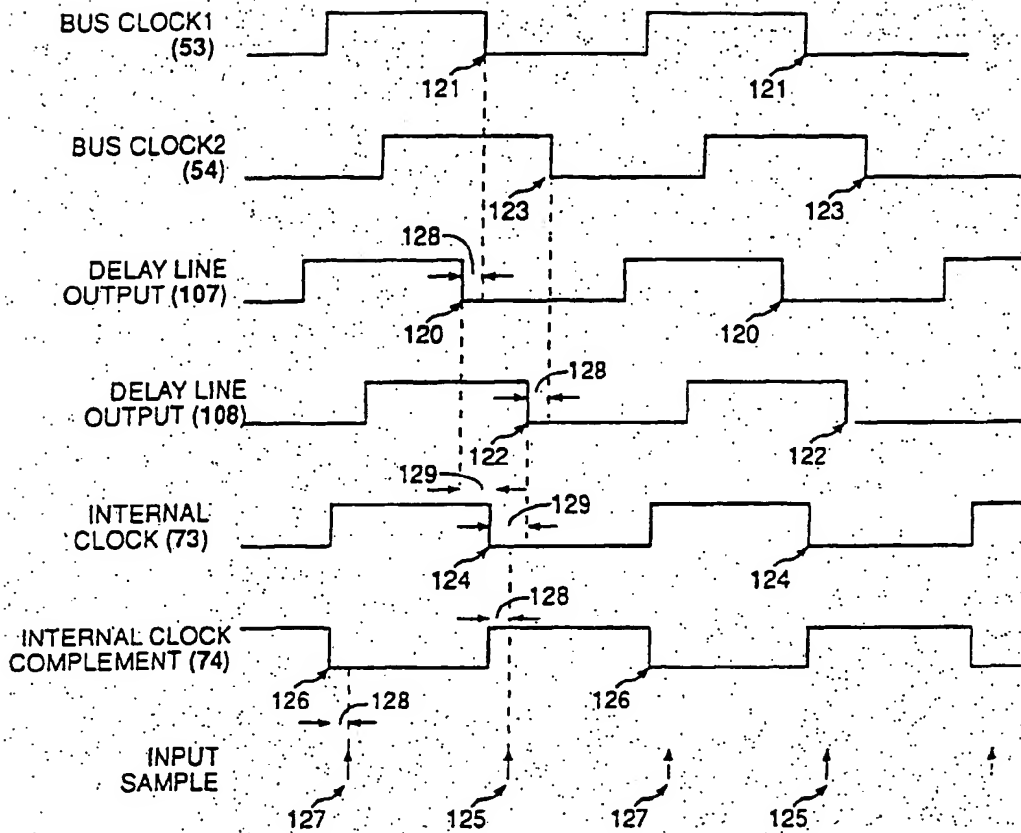 BUS CLOCK1
(53)
121
121
BUS CLOCK2
(54)
123
123
128
DELAY LINE
OUTPUT (107)
120
120
128
DELAY LINE
OUTPUT (108)
122
122
129
129
INTERNAL
CLOCK (73)
124
124
128
INTERNAL CLOCK
COMPLEMENT (74)
126
128
126
INPUT
SAMPLE
127
125
127
125